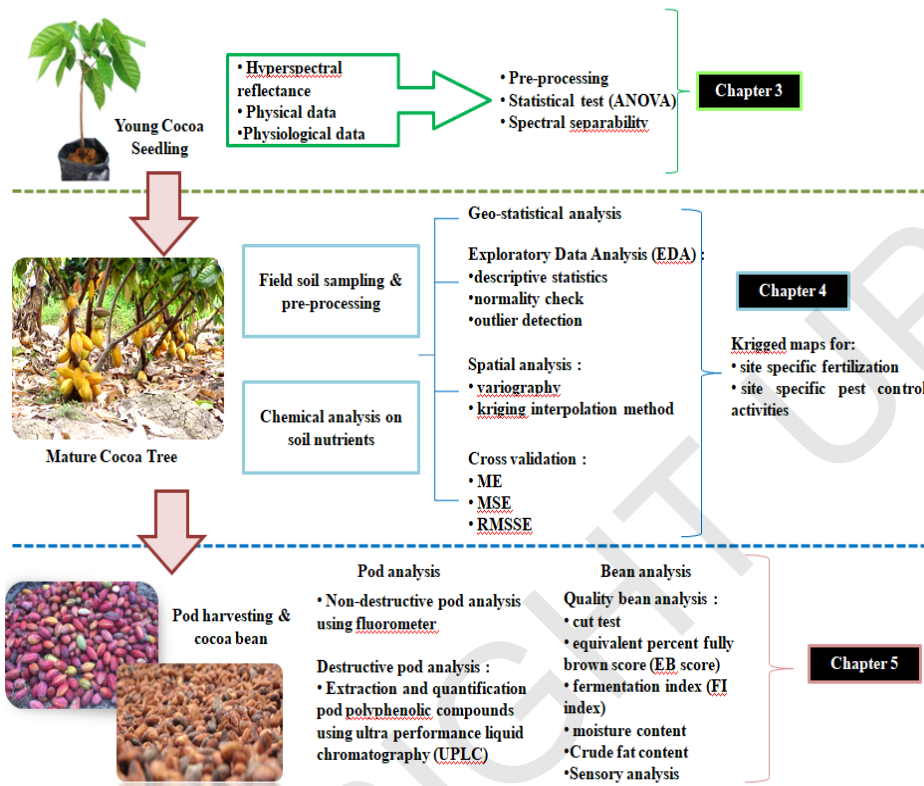 • Hyperspectral
reflectance
• Physical data
•Physiological data
• Pre-processing
• Statistical test (ANOVA)
• Spectral separability
Chapter 3
Young Cocoa
Seedling
Field soil sampling &
pre-processing
Chemical analysis on
soil nutrients
Mature Cocoa Tree
Geo-statistical analysis
Exploratory Data Analysis (EDA) :
•descriptive statistics
•normality check
•outlier detection
Spatial analysis :
• variography
• kriging interpolation method
Cross validation :
• ME
• MSE
• RMSSE
Chapter 4
Krigged maps for:
• site specific fertilization
• site specific pest control
activities
Pod harvesting &
cocoa bean
Pod analysis
• Non-destructive pod analysis
using fluorometer
Destructive pod analysis :
• Extraction and quantification
pod polyphenolic compounds
using ultra performance liquid
chromatography (UPLC)
Bean analysis
Quality bean analysis :
• cut test
• equivalent percent fully
brown score (EB score)
• fermentation index (FI
index)
• moisture content
•Crude fat content
•Sensory analysis
Chapter 5
RIGHT UP